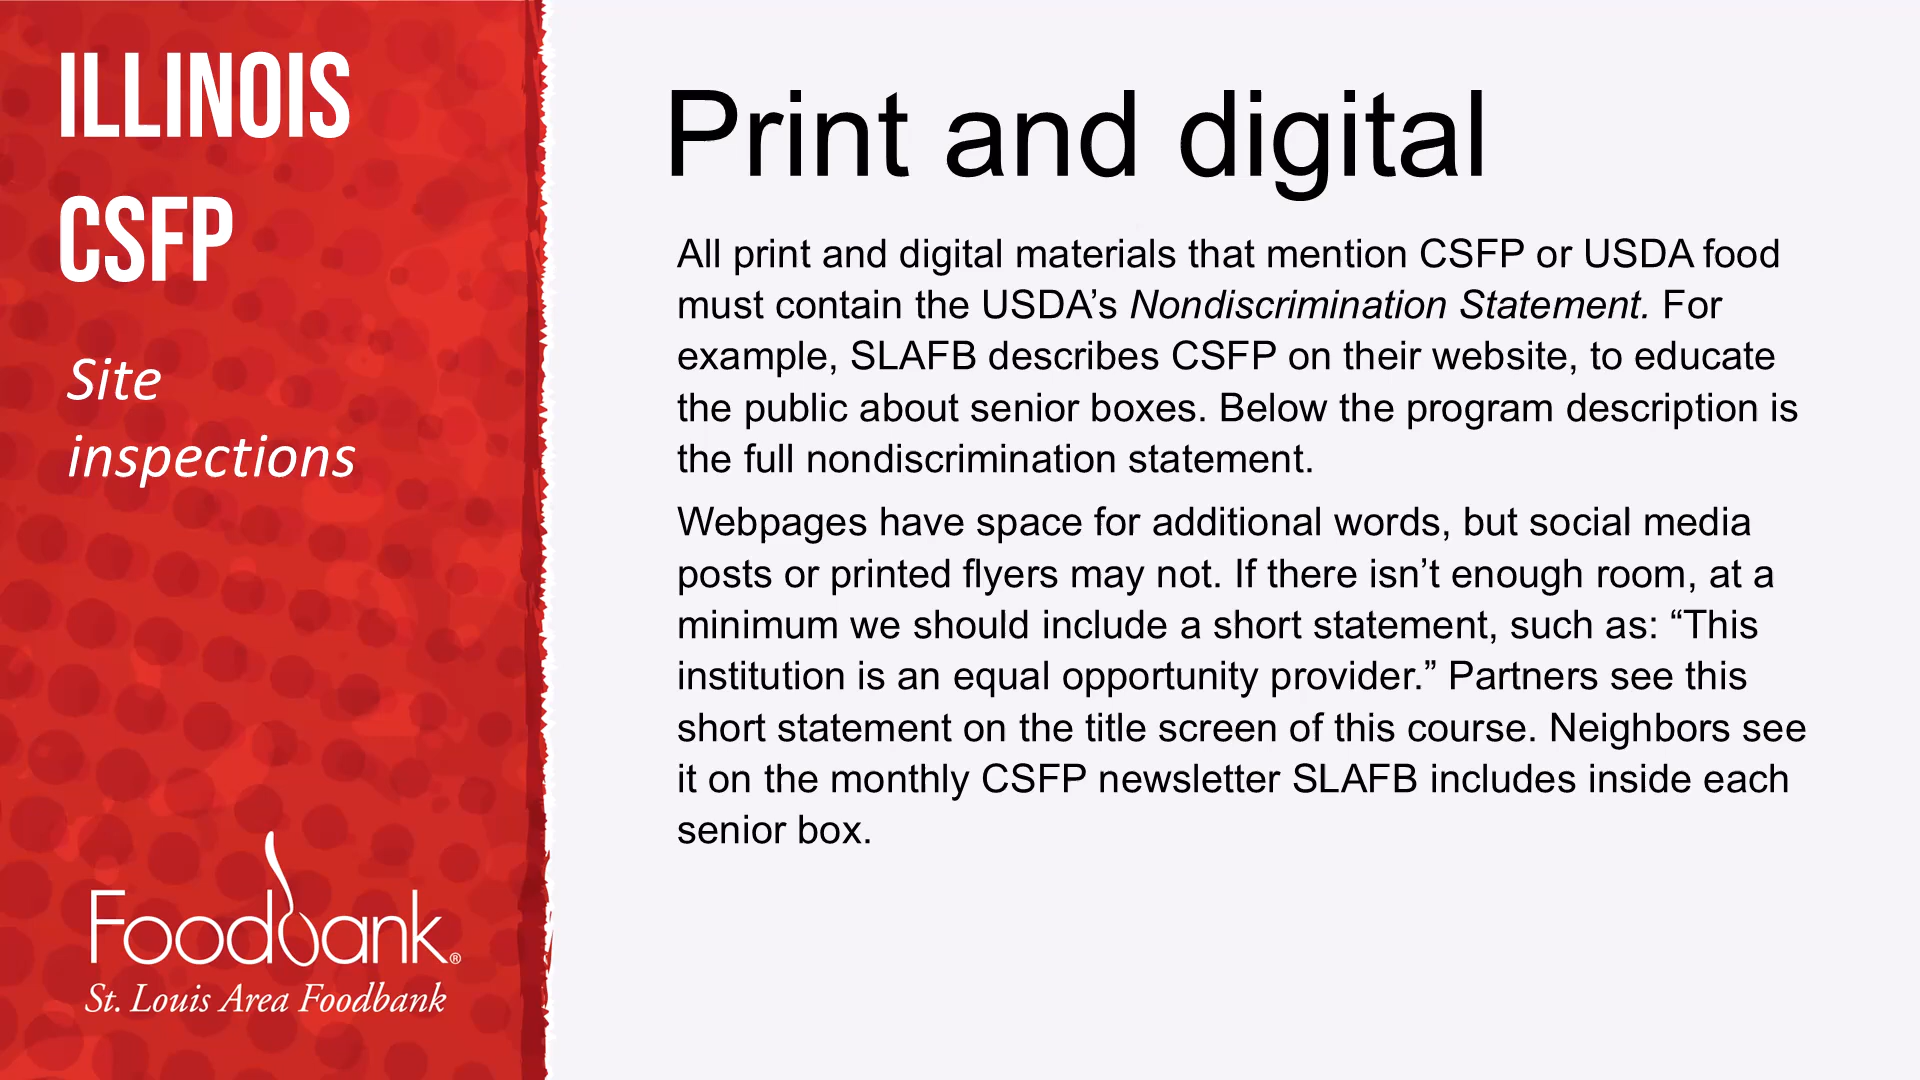 ILLINOIS
CSFP
Site
inspections
Foodbank®
St. Louis Area Foodbank
Print and digital
All print and digital materials that mention CSFP or USDA food
must contain the USDA’s Nondiscrimination Statement. For
example, SLAFB describes CSFP on their website, to educate
the public about senior boxes. Below the program description is
the full nondiscrimination statement.
Webpages have space for additional words, but social media
posts or printed flyers may not. If there isn’t enough room, at a
minimum we should include a short statement, such as: “This
institution is an equal opportunity provider.” Partners see this
short statement on the title screen of this course. Neighbors see
it on the monthly CSFP newsletter SLAFB includes inside each
senior box.